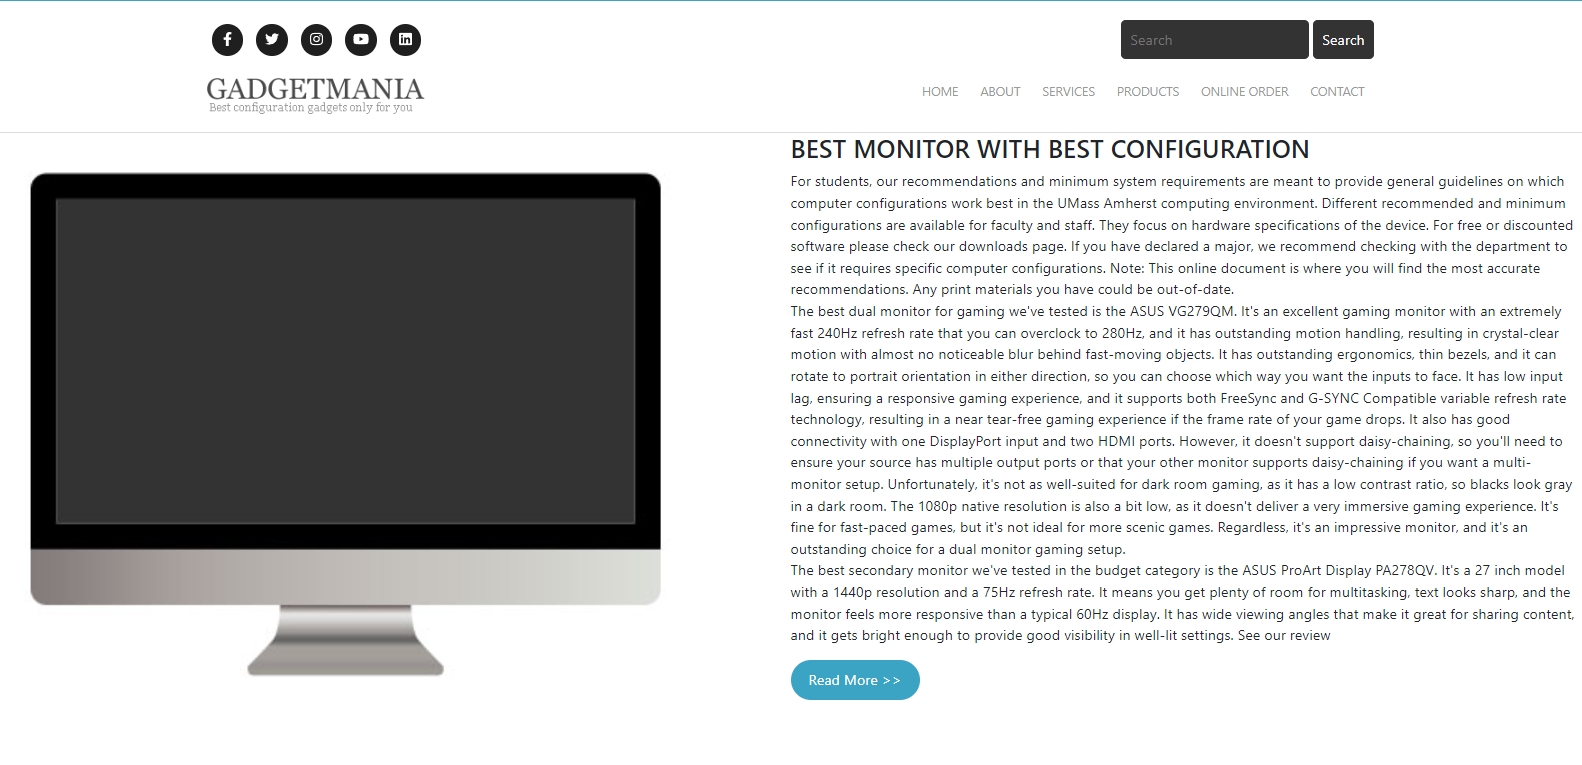 Search
Search
GADGETMANIA
Best configuration gadgets only for you
HOME ABOUT SERVICES PRODUCTS ONLINE ORDER CONTACT
BEST MONITOR WITH BEST CONFIGURATION
For students, our recommendations and minimum system requirements are meant to provide general guidelines on which
computer configurations work best in the UMass Amherst computing environment. Different recommended and minimum
configurations are available for faculty and staff. They focus on hardware specifications of the device. For free or discounted
software please check our downloads page. If you have declared a major, we recommend checking with the department to
see if it requires specific computer configurations. Note: This online document is where you will find the most accurate
recommendations. Any print materials you have could be out-of-date.
The best dual monitor for gaming we've tested is the ASUS VG279QM. It's an excellent gaming monitor with an extremely
fast 240Hz refresh rate that you can overclock to 280Hz, and it has outstanding motion handling, resulting in crystal-clear
motion with almost no noticeable blur behind fast-moving objects. It has outstanding ergonomics, thin bezels, and it can
rotate to portrait orientation in either direction, so you can choose which way you want the inputs to face. It has low input
lag, ensuring a responsive gaming experience, and it supports both FreeSync and G-SYNC Compatible variable refresh rate
technology, resulting in a near tear-free gaming experience if the frame rate of your game drops. It also has good
connectivity with one DisplayPort input and two HDMI ports. However, it doesn't support daisy-chaining, so you'll need to
ensure your source has multiple output ports or that your other monitor supports daisy-chaining if you want a multi-
monitor setup. Unfortunately, it's not as well-suited for dark room gaming, as it has a low contrast ratio, so blacks look gray
in a dark room. The 1080p native resolution is also a bit low, as it doesn't deliver a very immersive gaming experience. It's
fine for fast-paced games, but it's not ideal for more scenic games. Regardless, it's an impressive monitor, and it's an
outstanding choice for a dual monitor gaming setup.
The best secondary monitor we've tested in the budget category is the ASUS ProArt Display PA278QV. It's a 27 inch model
with a 1440p resolution and a 75Hz refresh rate. It means you get plenty of room for multitasking, text looks sharp, and the
monitor feels more responsive than a typical 60Hz display. It has wide viewing angles that make it great for sharing content,
and it gets bright enough to provide good visibility in well-lit settings. See our review
Read More >>